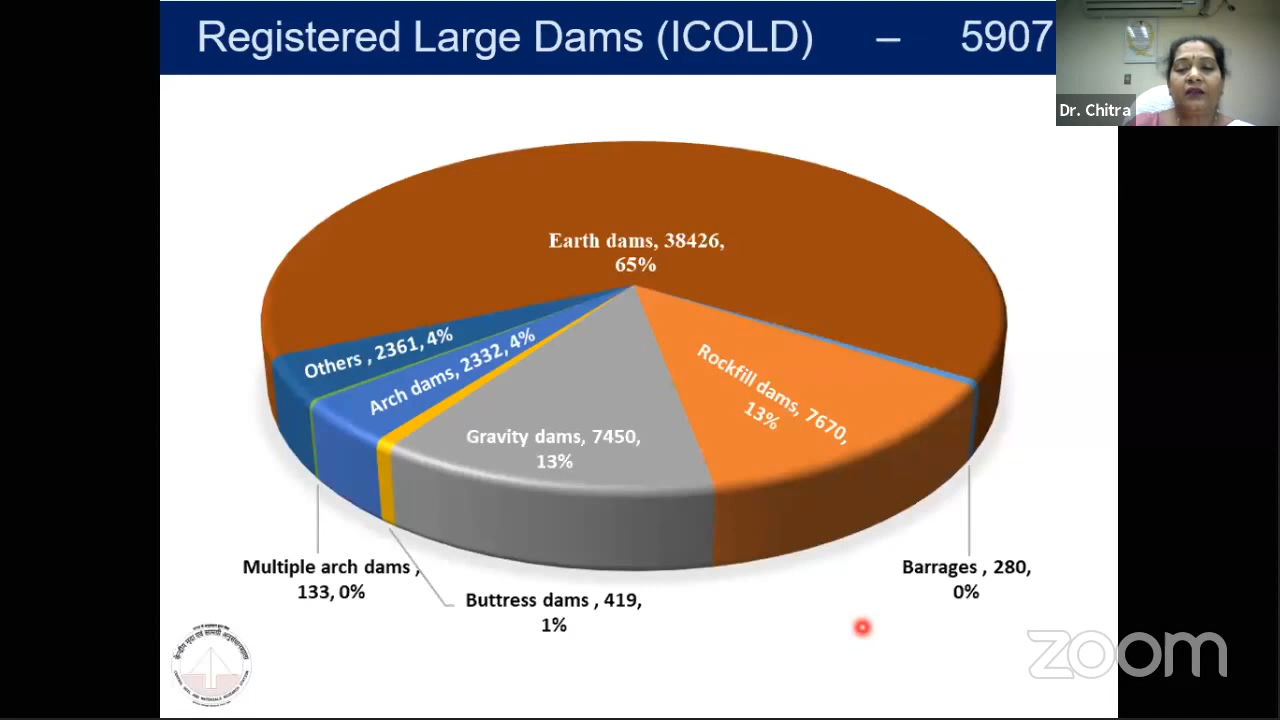 Registered Large Dams (ICOLD) – 5907
Dr. Chitra
Earth dams, 38426,
65%
Others , 2361, 4%
Arch dams, 2332, 4%
Rockfill dams, 7670,
13%
Gravity dams, 7450,
13%
Multiple arch dams ,
133, 0%
Buttress dams , 419,
1%
Barrages , 280,
0%
zoom